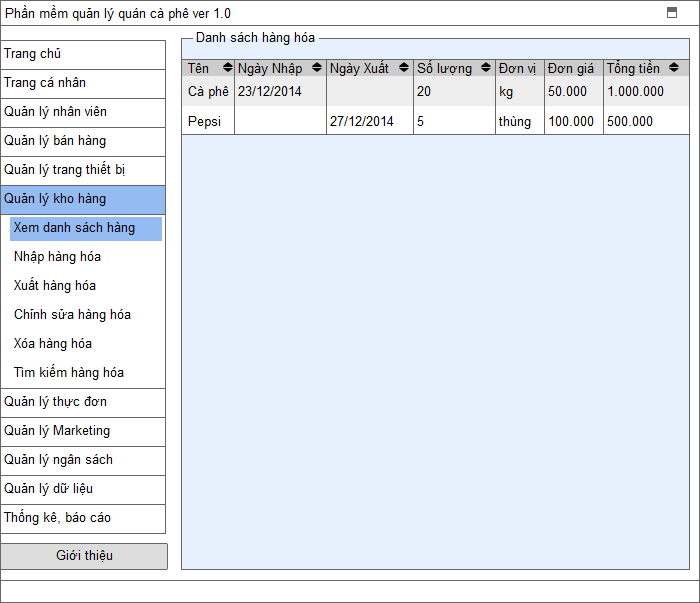 Phần mềm quản lý quán cà phê ver 1.0
Trang chủ
Trang cá nhân
Quản lý nhân viên
Quản lý bán hàng
Quản lý trang thiết bị
Quản lý kho hàng
Xem danh sách hàng
Nhập hàng hóa
Xuất hàng hóa
Chỉnh sửa hàng hóa
Xóa hàng hóa
Tìm kiếm hàng hóa
Quản lý thực đơn
Quản lý Marketing
Quản lý ngân sách
Quản lý dữ liệu
Thống kê, báo cáo
Giới thiệu
Danh sách hàng hóa
Tên Ngày Nhập Ngày Xuất Số lượng Đơn vị Đơn giá Tổng tiền
Cà phê 23/12/2014 20 kg 50.000 1.000.000
Pepsi 27/12/2014 5 thùng 100.000 500.000